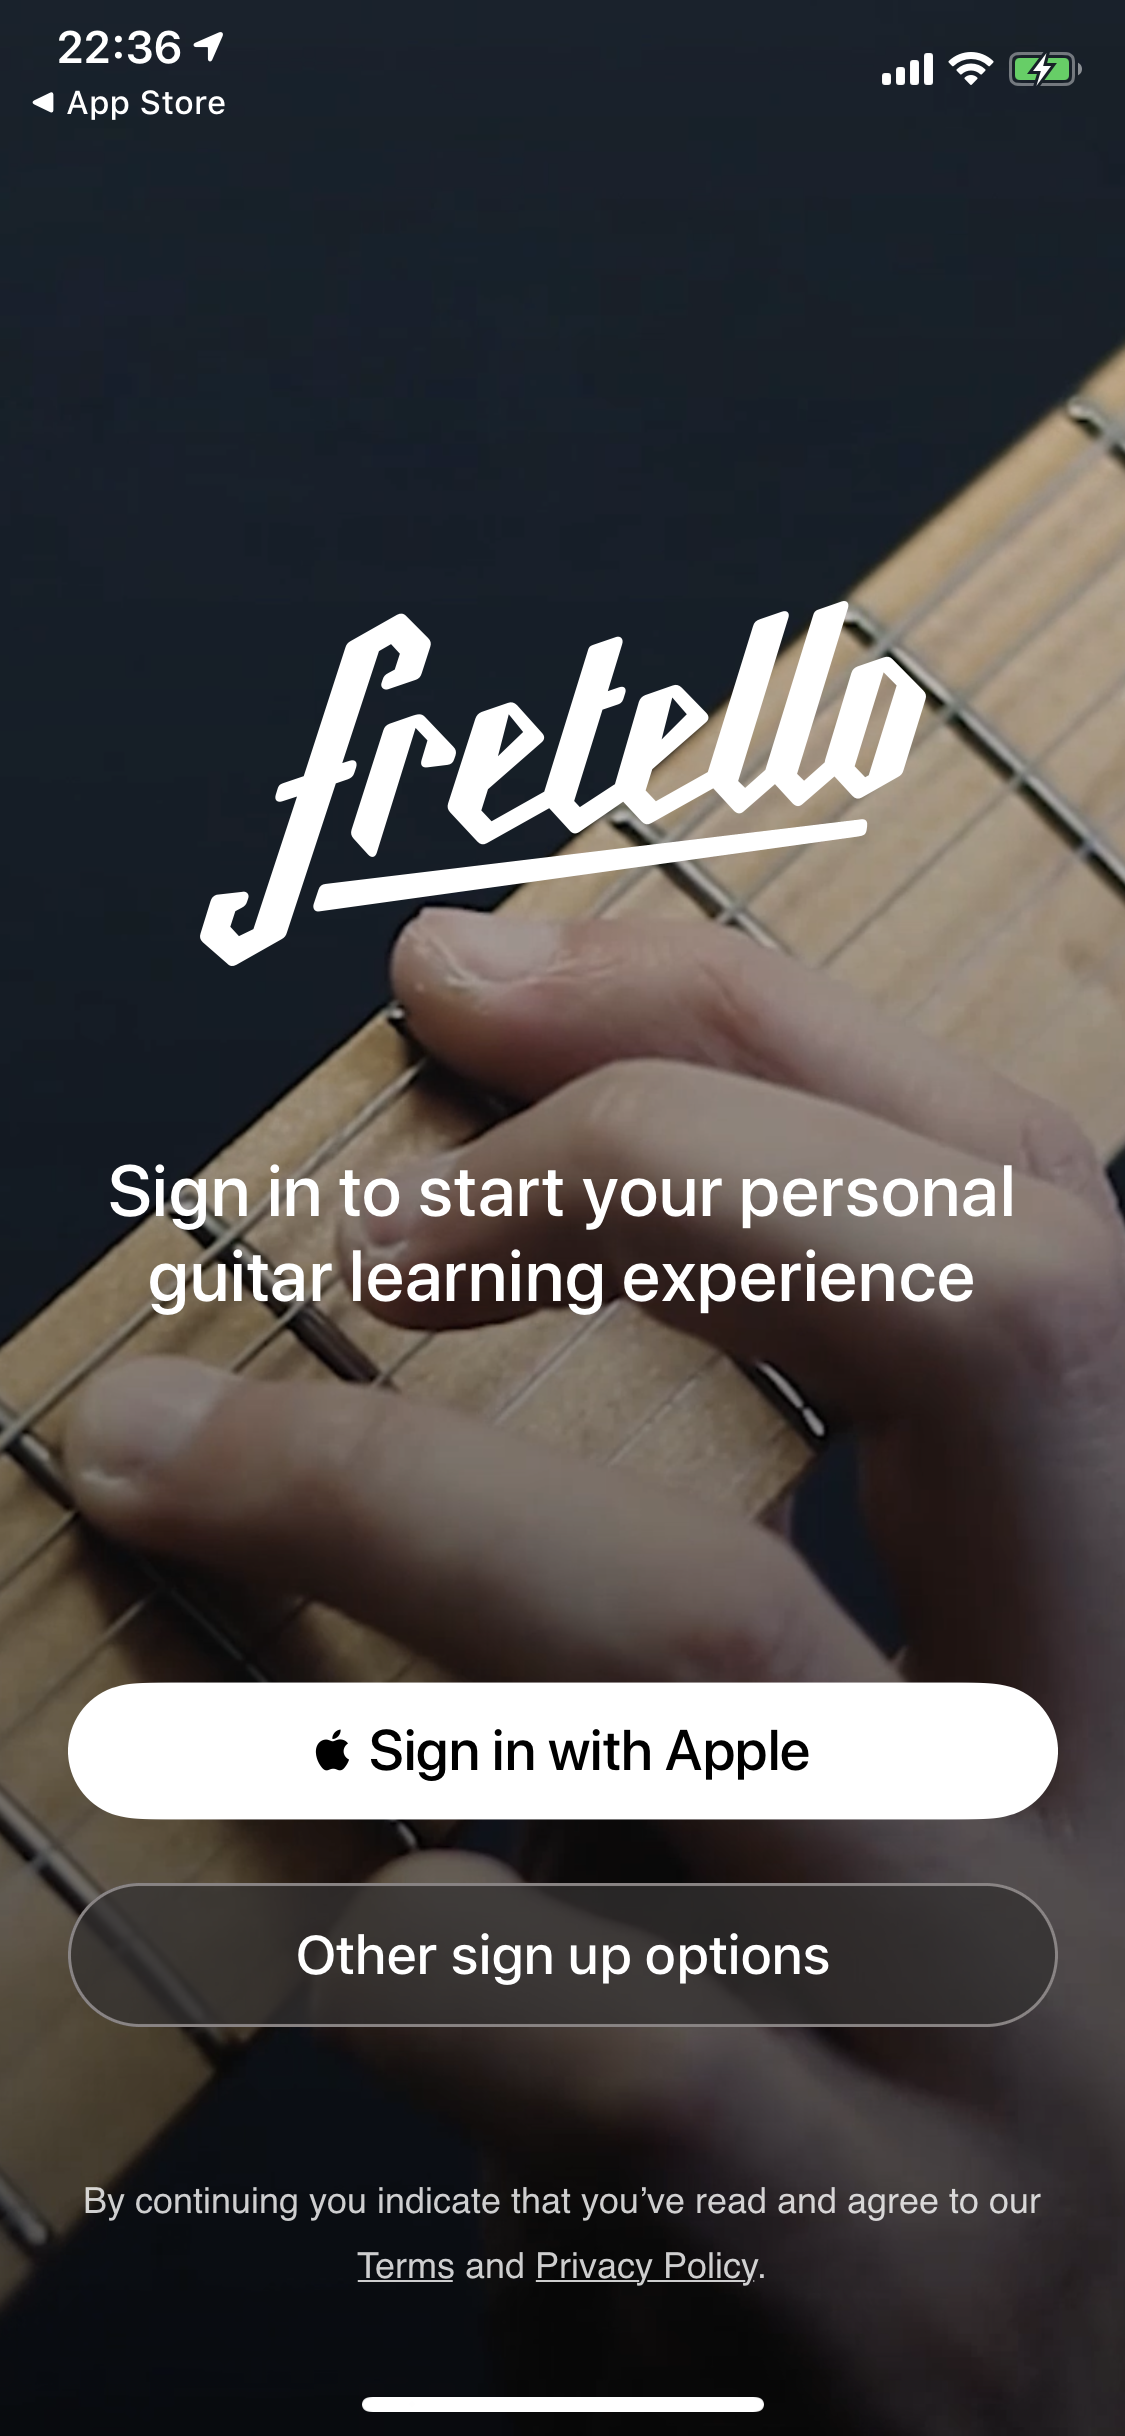 22:36
App Store
fretello
Sign in to start your personal
guitar learning experience
Sign in with Apple
Other sign up options
By continuing you indicate that you’ve read and agree to our
Terms and Privacy Policy.